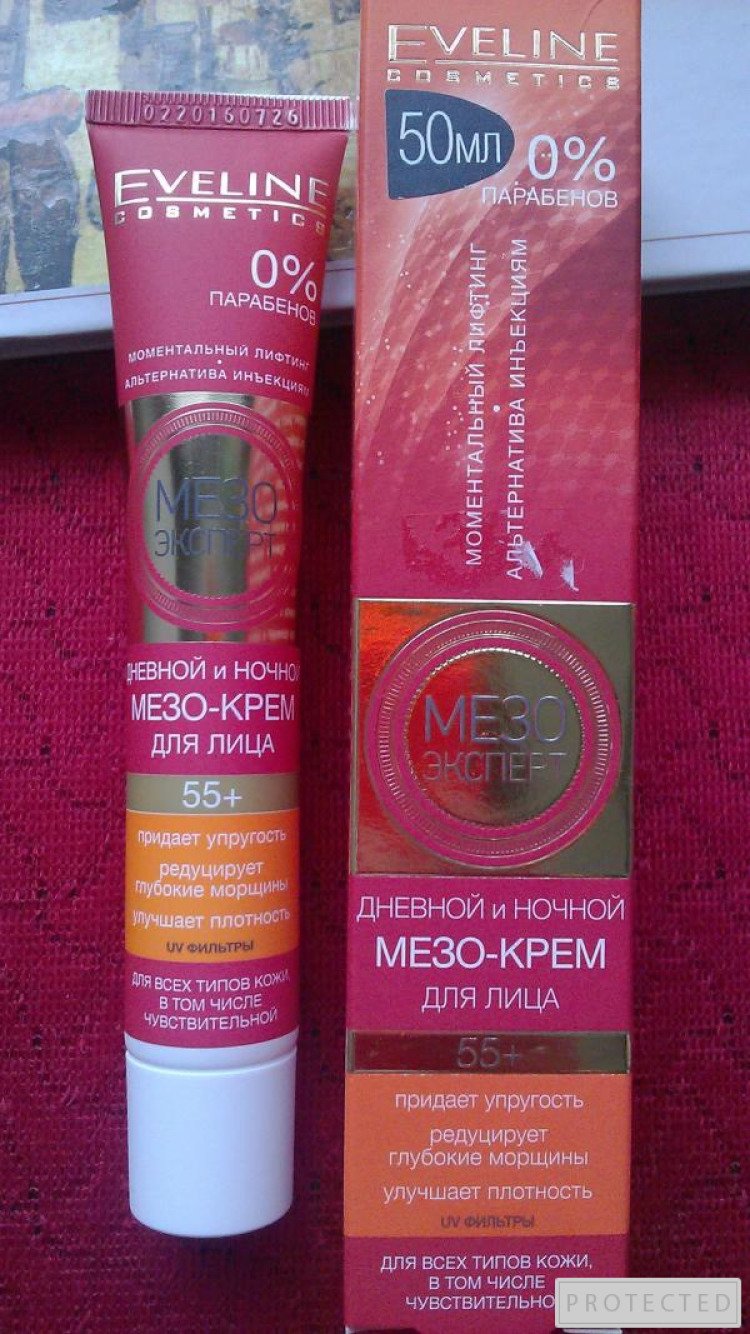 0220160726
EVELINE
COSMETICS
0%
ПАРАБЕНОВ
МОМЕНТАЛЬНЫЙ ЛИФТИНГ
АЛЬТЕРНАТИВА ИНЪЕКЦИЯМ
МЕЗО
ЭКСПЕРТ
ДНЕВНОЙ и НОЧНОЙ
МЕЗО-КРЕМ
ДЛЯ ЛИЦА
55+
придает упругость
редуцирует
глубокие морщины
улучшает плотность
UV ФИЛЬТРЫ
ДЛЯ ВСЕХ ТИПОВ КОЖИ,
В ТОМ ЧИСЛЕ
ЧУВСТВИТЕЛЬНОЙ
EVELINE
COSMETICS
50МЛ
0%
ПАРАБЕНОВ
МОМЕНТАЛЬНЫЙ ЛИФТИНГ
АЛЬТЕРНАТИВА ИНЪЕКЦИЯМ
МЕЗО
ЭКСПЕРТ
ДНЕВНОЙ и НОЧНОЙ
МЕЗО-КРЕМ
ДЛЯ ЛИЦА
55+
придает упругость
редуцирует
глубокие морщины
улучшает плотность
UV ФИЛЬТРЫ
ДЛЯ ВСЕХ ТИПОВ КОЖИ,
В ТОМ ЧИСЛЕ
ЧУВСТВИТЕЛЬНО
PROTECTED